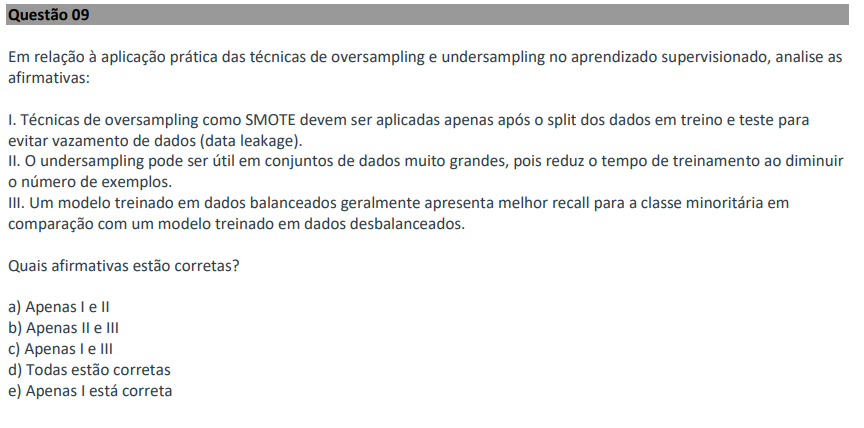 Questão 09
Em relação à aplicação prática das técnicas de oversampling e undersampling no aprendizado supervisionado, analise as
afirmativas:
I. Técnicas de oversampling como SMOTE devem ser aplicadas apenas após o split dos dados em treino e teste para
evitar vazamento de dados (data leakage).
II. O undersampling pode ser útil em conjuntos de dados muito grandes, pois reduz o tempo de treinamento ao diminuir
o número de exemplos.
III. Um modelo treinado em dados balanceados geralmente apresenta melhor recall para a classe minoritária em
comparação com um modelo treinado em dados desbalanceados.
Quais afirmativas estão corretas?
a) Apenas I e II
b) Apenas II e III
c) Apenas I e III
d) Todas estão corretas
e) Apenas I está correta